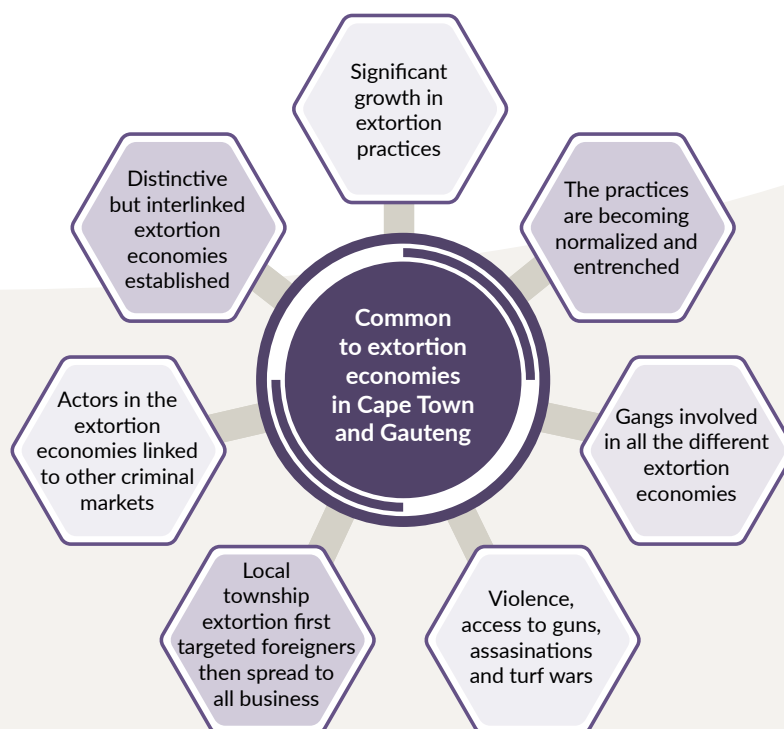 Significant
growth in
extortion
practices
Distinctive
but interlinked
extortion
economies
established
The practices
are becoming
normalized and
entrenched
Common
to extortion
economies
in Cape Town
and Gauteng
Actors in the
extortion
economies linked
to other criminal
markets
Gangs involved
in all the different
extortion
economies
Local
township
extortion first
targeted foreigners
then spread to
all business
Violence,
access to guns,
assasinations
and turf wars